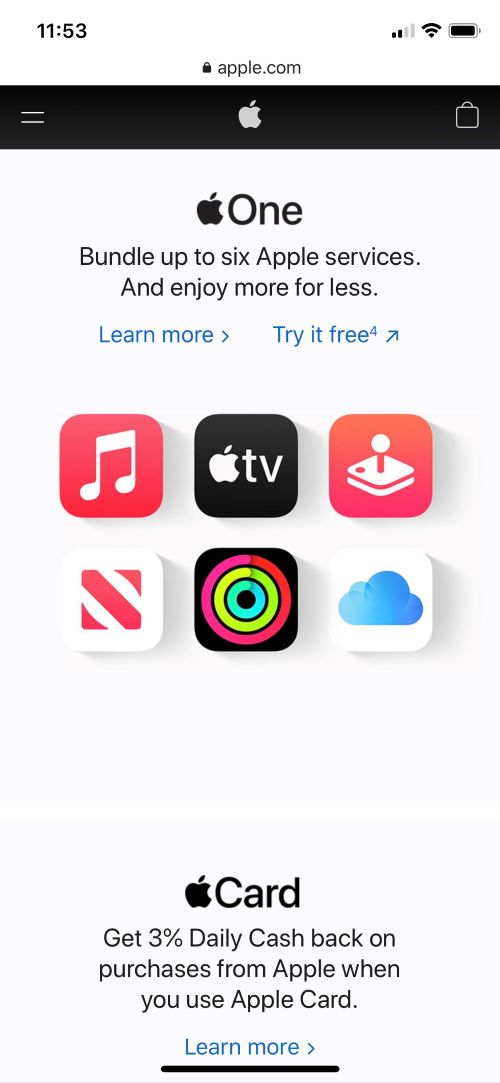 11:53
apple.com
One
Bundle up to six Apple services.
And enjoy more for less.
Learn more >
Try it free⁴ ↗
tv
Card
Get 3% Daily Cash back on
purchases from Apple when
you use Apple Card.
Learn more >